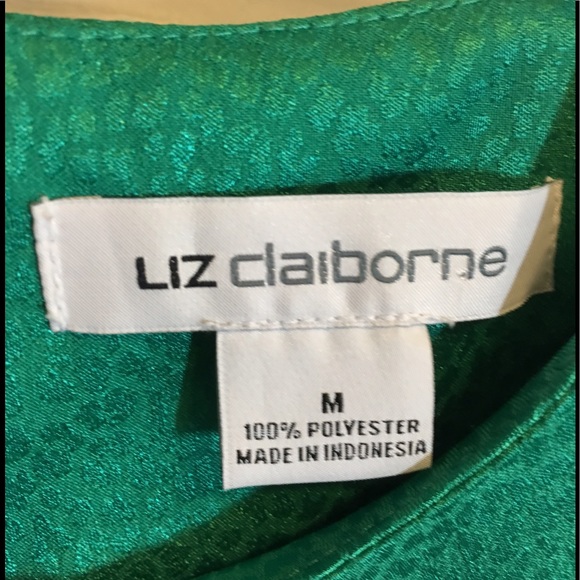 LIZ claiborne
M
100% POLYESTER
MADE IN INDONESIA